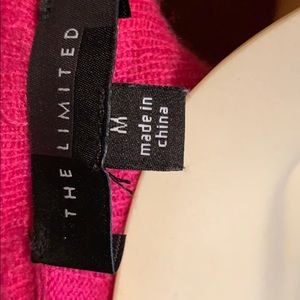 THE LIMITED
M
made in
china